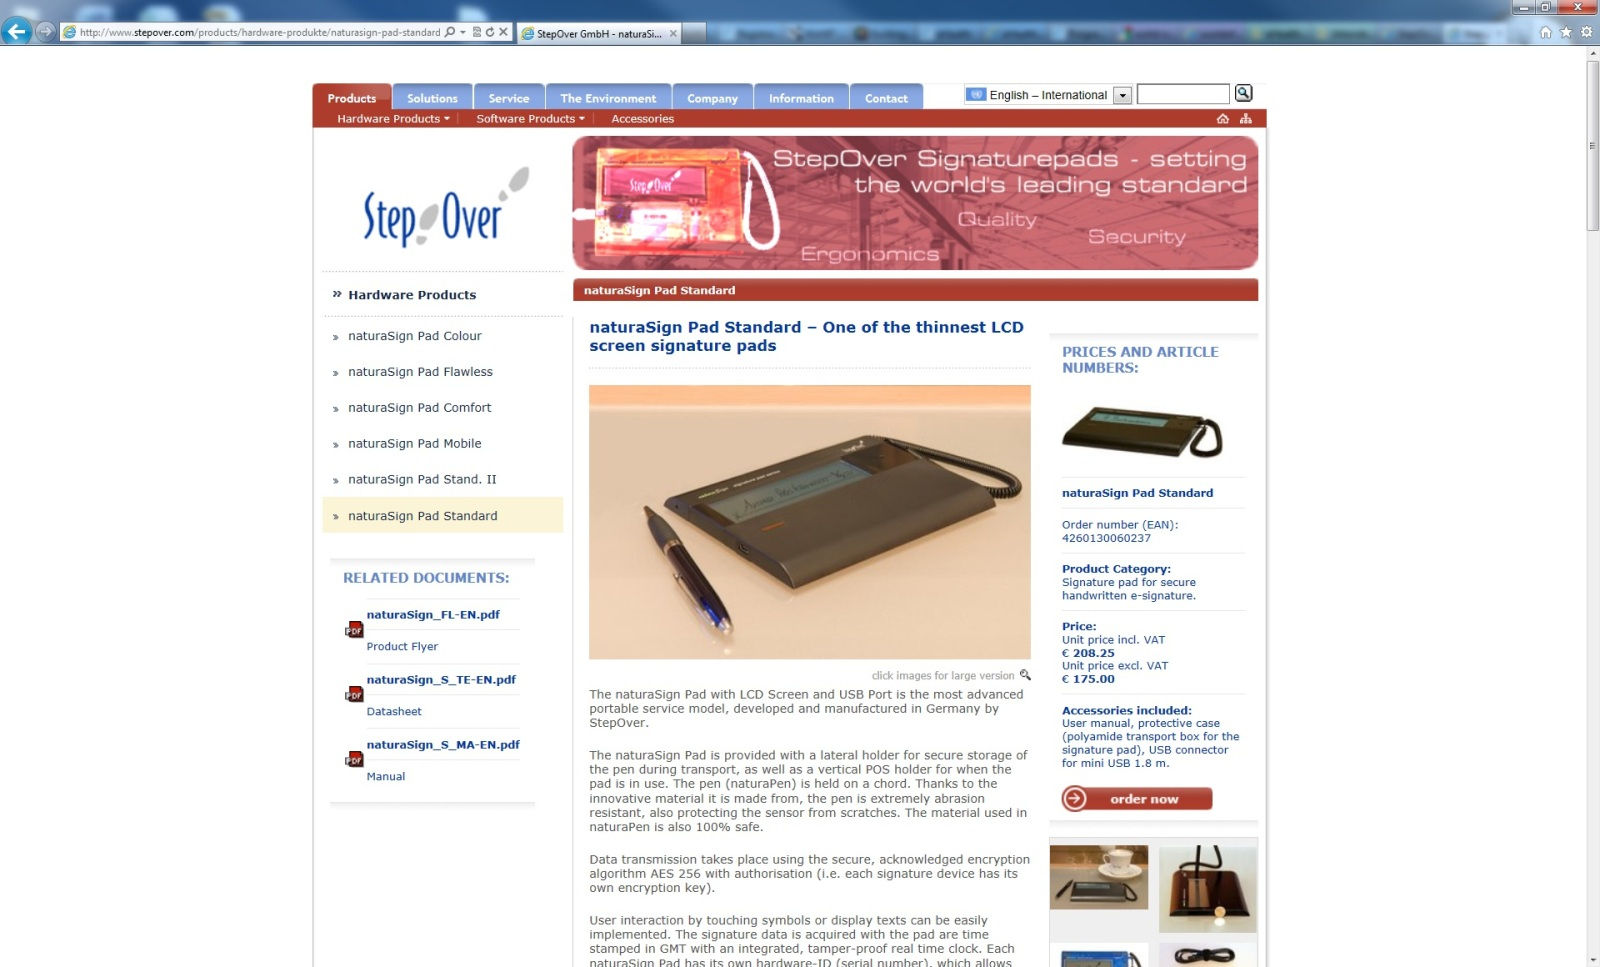 http://www.stepover.com/products/hardware-produkte/naturasign-pad-standard
StepOver GmbH - naturaSi...
Products
Solutions
Service
The Environment
Company
Information
Contact
English – International
Hardware Products
Software Products
Accessories
Step Over
StepOver
StepOver Signaturepads - setting
the world's leading standard
Quality
Security
Ergonomics
Hardware Products
naturaSign Pad Colour
naturaSign Pad Flawless
naturaSign Pad Comfort
naturaSign Pad Mobile
naturaSign Pad Stand. II
naturaSign Pad Standard
RELATED DOCUMENTS:
naturaSign_FL-EN.pdf
PDF
Product Flyer
naturaSign_S_TE-EN.pdf
PDF
Datasheet
naturaSign_S_MA-EN.pdf
PDF
Manual
naturaSign Pad Standard
naturaSign Pad Standard – One of the thinnest LCD
screen signature pads
click images for large version
The naturaSign Pad with LCD Screen and USB Port is the most advanced
portable service model, developed and manufactured in Germany by
StepOver.
The naturaSign Pad is provided with a lateral holder for secure storage of
the pen during transport, as well as a vertical POS holder for when the
pad is in use. The pen (naturaPen) is held on a chord. Thanks to the
innovative material it is made from, the pen is extremely abrasion
resistant, also protecting the sensor from scratches. The material used in
naturaPen is also 100% safe.
Data transmission takes place using the secure, acknowledged encryption
algorithm AES 256 with authorisation (i.e. each signature device has its
own encryption key).
User interaction by touching symbols or display texts can be easily
implemented. The signature data is acquired with the pad are time
stamped in GMT with an integrated, tamper-proof real time clock. Each
naturaSign Pad has its own hardware-ID (serial number), which allows
PRICES AND ARTICLE
NUMBERS:
naturaSign Pad Standard
Order number (EAN):
4260130060237
Product Category:
Signature pad for secure
handwritten e-signature.
Price:
Unit price incl. VAT
€ 208.25
Unit price excl. VAT
€ 175.00
Accessories included:
User manual, protective case
(polyamide transport box for the
signature pad), USB connector
for mini USB 1.8 m.
order now